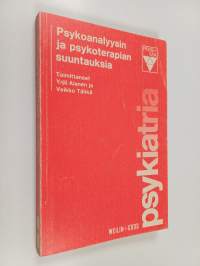 Psykoanalyysin
ja psykoterapian
suuntauksia
Toimittaneet
Yrjö Alanen ja
Veikko Tähkä
psykiatria
WEILIN+GÖÖS